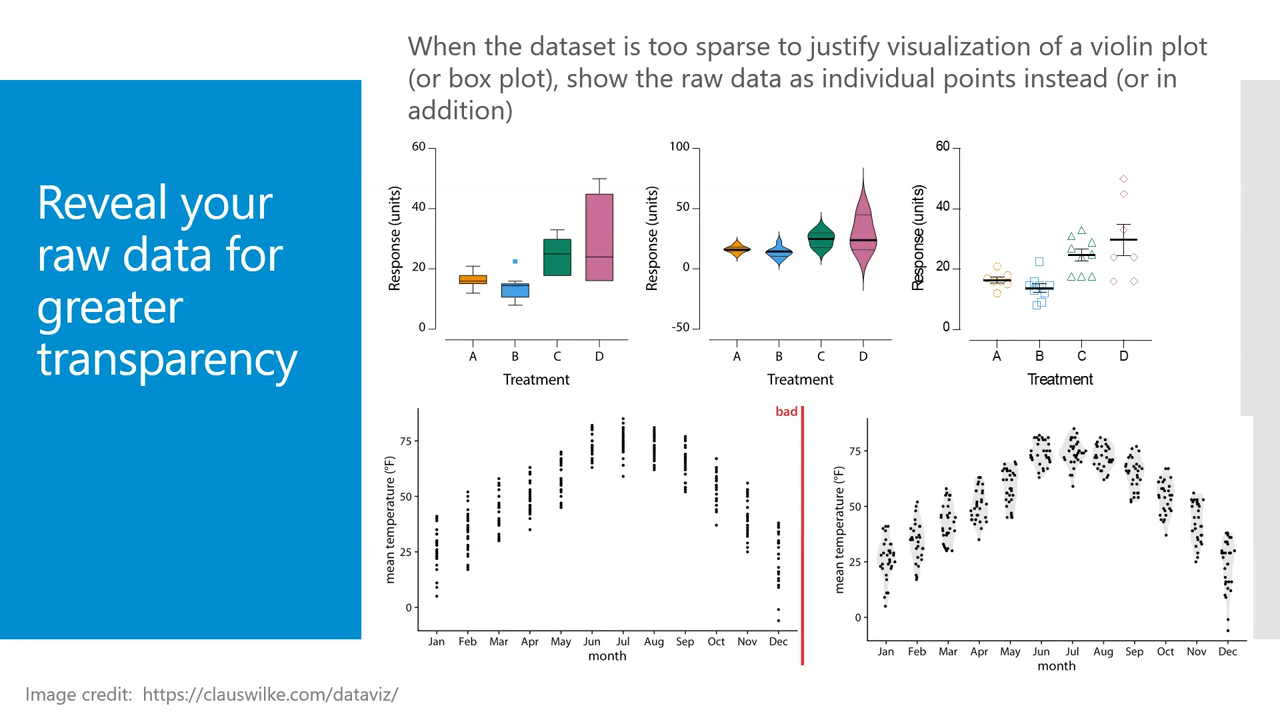 When the dataset is too sparse to justify visualization of a violin plot
(or box plot), show the raw data as individual points instead (or in
addition)
Reveal your
raw data for
greater
transparency
60
40
20
0
Response (units)
A B C D
Treatment
100
50
0
-50
Response (units)
A B C D
Treatment
60
40
20
0
Response (units)
A B C D
Treatment
bad
75
50
25
0
mean temperature (°F)
Jan Feb Mar Apr May Jun Jul Aug Sep Oct Nov Dec
month
75
50
25
0
mean temperature (°F)
Jan Feb Mar Apr May Jun Jul Aug Sep Oct Nov Dec
month
Image credit: https://clauswilke.com/dataviz/